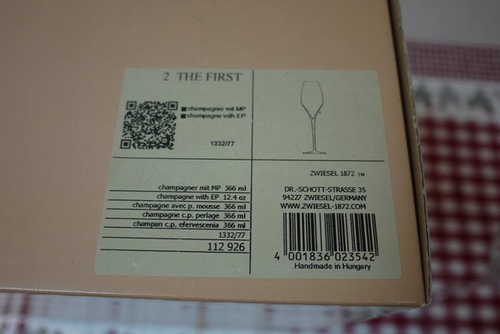 2 THE FIRST
champagner mit MP
champagne with EP
1332/77
champagner mit MP 366 ml
champagne with EP 12.4 oz
champagne avec p. mousse 366 ml
champagne c.p. perlage 366 ml
champan c.p. efervescenia 366 ml
1332/77
112 926
ZWIESEL 1872 ™
DR.-SCHOTT-STRASSE 35
94227 ZWIESEL/GERMANY
WWW.ZWIESEL-1872.COM
4 001836 023542
Handmade in Hungary